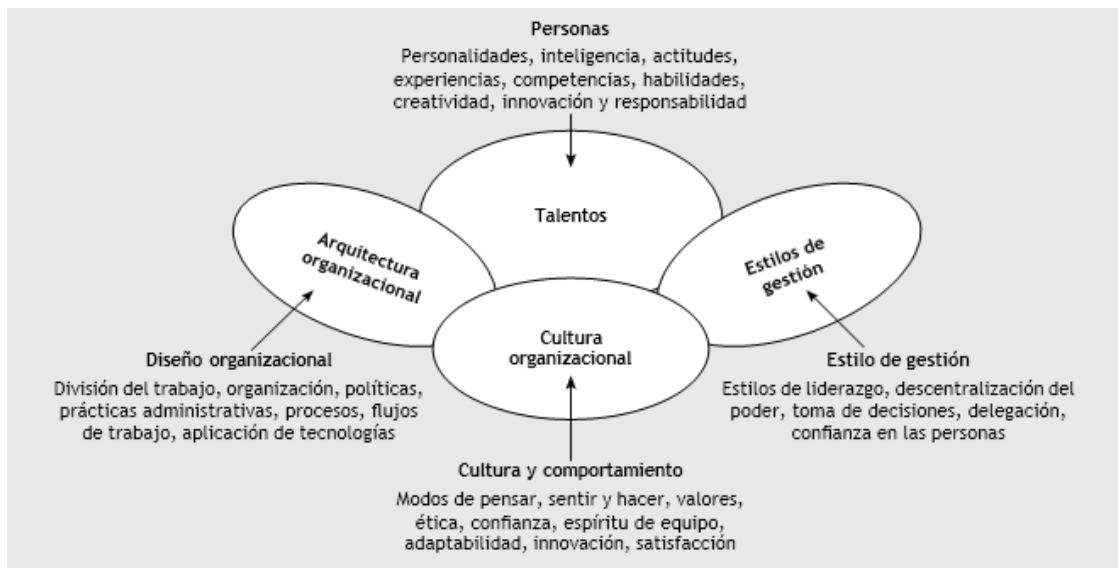 Personas
Personalidades, inteligencia, actitudes,
experiencias, competencias, habilidades,
creatividad, innovación y responsabilidad
Talentos
Arquitectura
organizacional
Estilos de
gestión
Cultura
organizacional
Diseño organizacional
División del trabajo, organización, políticas,
prácticas administrativas, procesos, flujos
de trabajo, aplicación de tecnologías
Estilo de gestión
Estilos de liderazgo, descentralización del
poder, toma de decisiones, delegación,
confianza en las personas
Cultura y comportamiento
Modos de pensar, sentir y hacer, valores,
ética, confianza, espíritu de equipo,
adaptabilidad, innovación, satisfacción